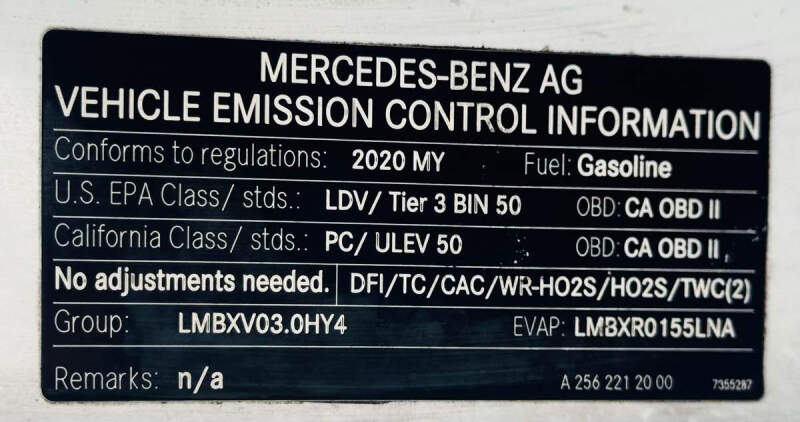 MERCEDES-BENZ AG
VEHICLE EMISSION CONTROL INFORMATION
Conforms to regulations: 2020 MY Fuel: Gasoline
U.S. EPA Class/ stds.: LDV/ Tier 3 BIN 50 OBD: CA OBD II
California Class/ stds.: PC/ ULEV 50 OBD: CA OBD II
No adjustments needed. DFI/TC/CAC/WR-HO2S/HO2S/TWC(2)
Group: LMBXV03.0HY4 EVAP: LMBXR0155LNA
Remarks: n/a A 256 221 20 00 7355287